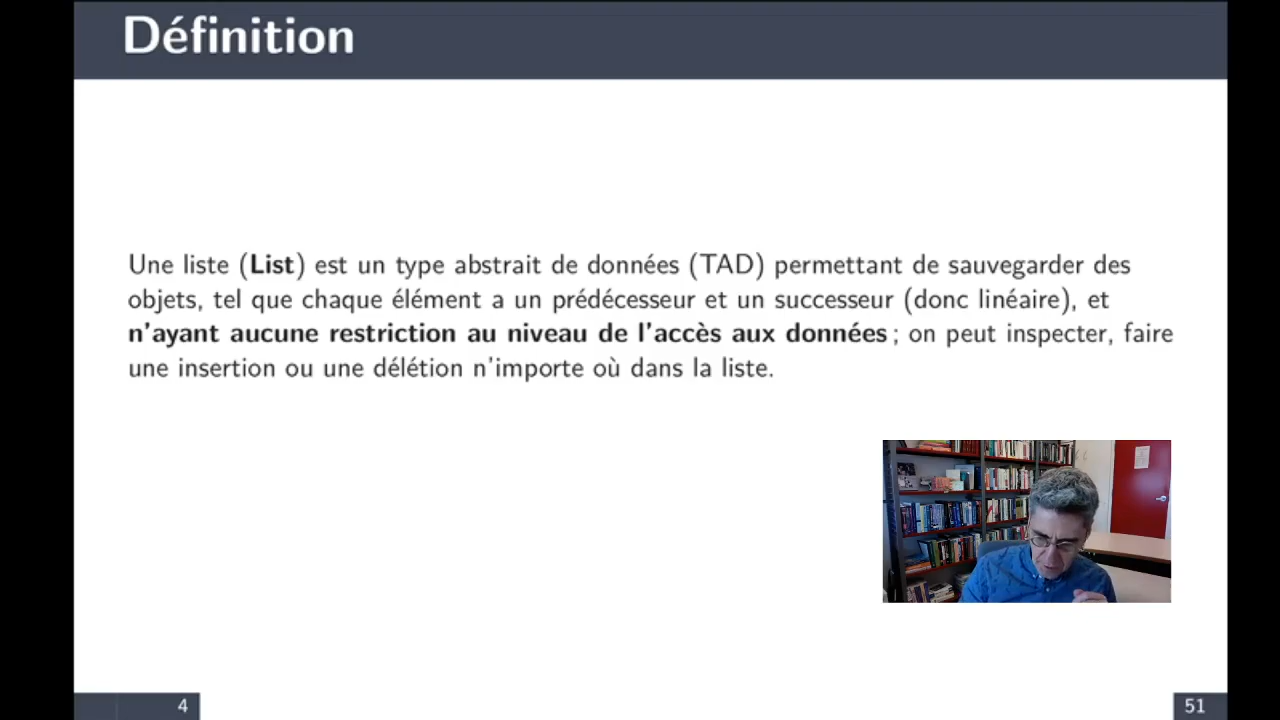 Définition
Une liste (List) est un type abstrait de données (TAD) permettant de sauvegarder des
objets, tel que chaque élément a un prédécesseur et un successeur (donc linéaire), et
n'ayant aucune restriction au niveau de l'accès aux données ; on peut inspecter, faire
une insertion ou une délétion n'importe où dans la liste.
4
51